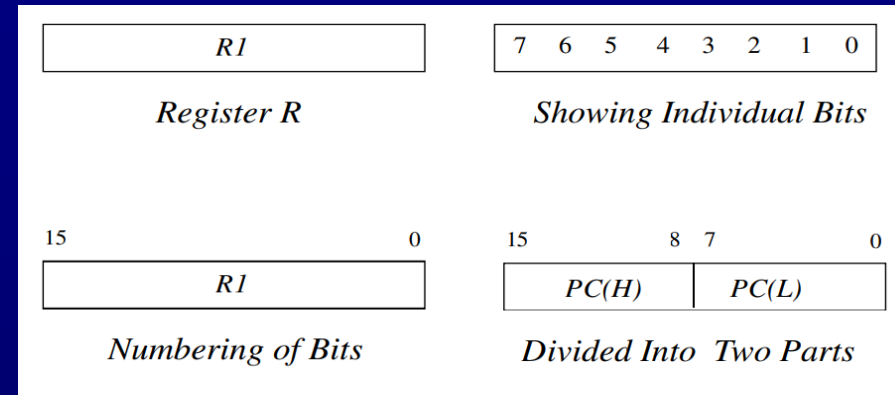 R1
7 6 5 4 3 2 1 0
Register R
Showing Individual Bits
15 0
15 8 7 0
R1
PC(H) PC(L)
Numbering of Bits
Divided Into Two Parts